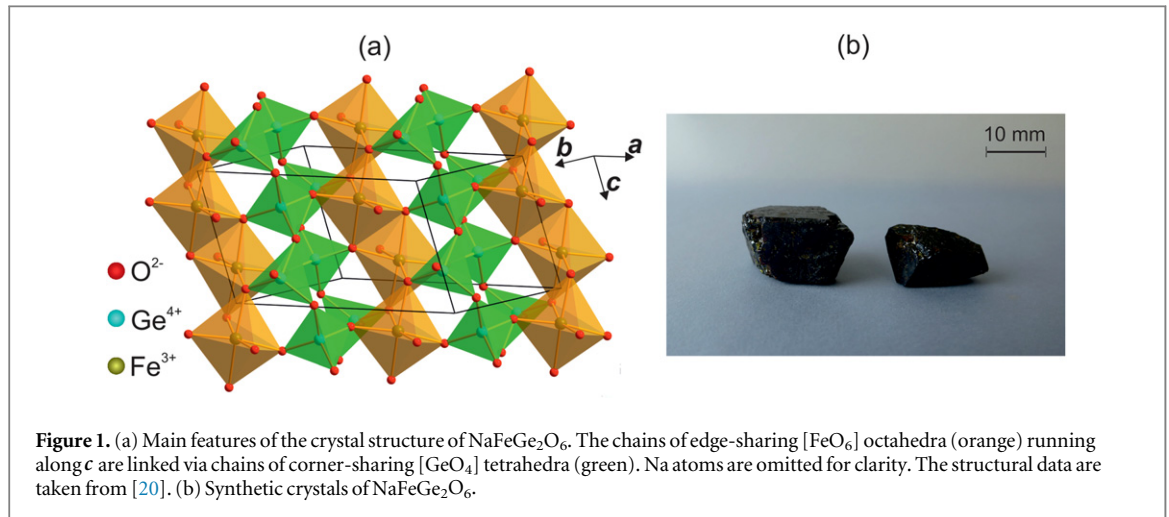 (a)
(b)
10 mm
b
a
c
O²⁻
Ge⁴⁺
Fe³⁺
Figure 1. (a) Main features of the crystal structure of NaFeGe₂O₆. The chains of edge-sharing [FeO₆] octahedra (orange) running
along c are linked via chains of corner-sharing [GeO₄] tetrahedra (green). Na atoms are omitted for clarity. The structural data are
taken from [20]. (b) Synthetic crystals of NaFeGe₂O₆.